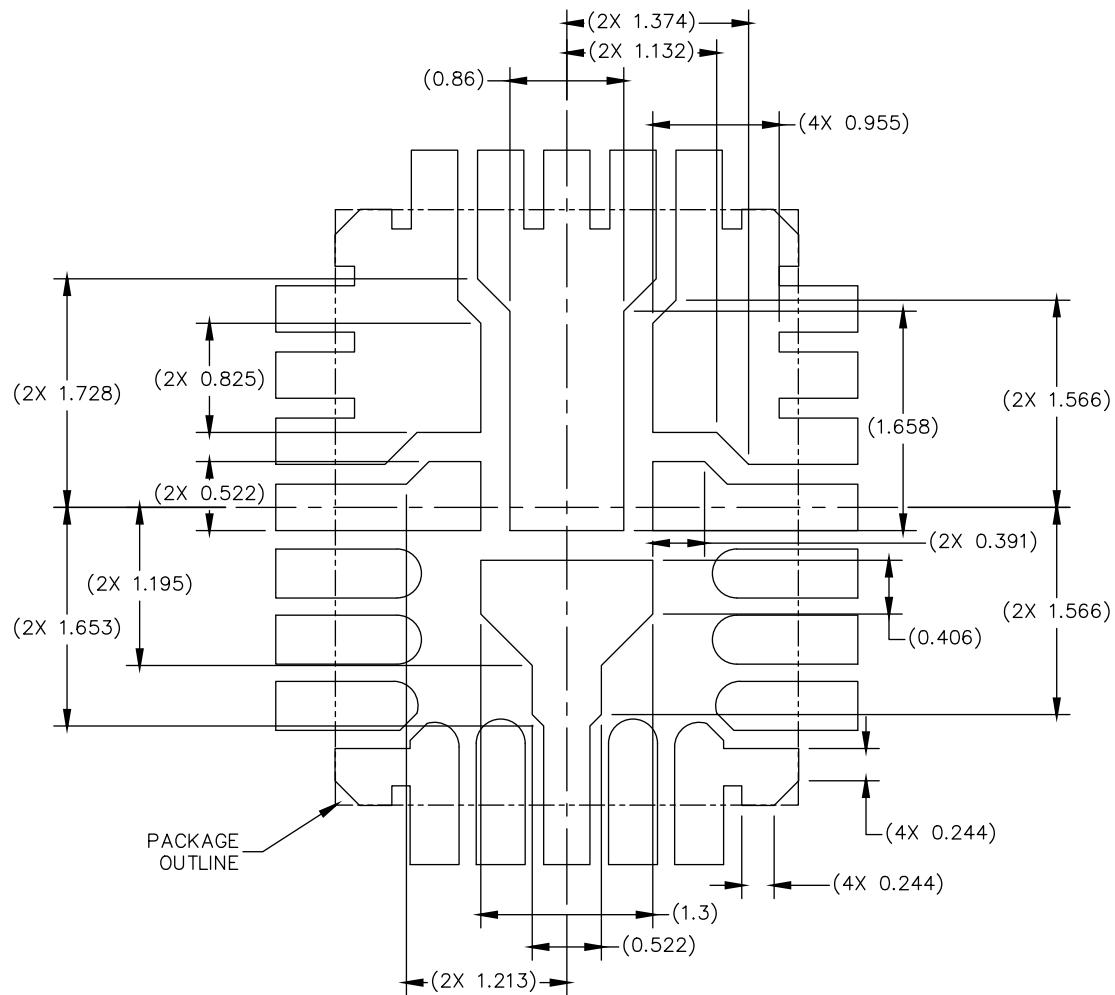 (2X 1.374)
(2X 1.132)
(0.86)
(4X 0.955)
(2X 0.825)
(2X 1.728)
(2X 1.566)
(1.658)
(2X 0.522)
(2X 0.391)
(2X 1.195)
(2X 1.653)
(2X 1.566)
(0.406)
PACKAGE
OUTLINE
(4X 0.244)
(4X 0.244)
(1.3)
(0.522)
(2X 1.213)